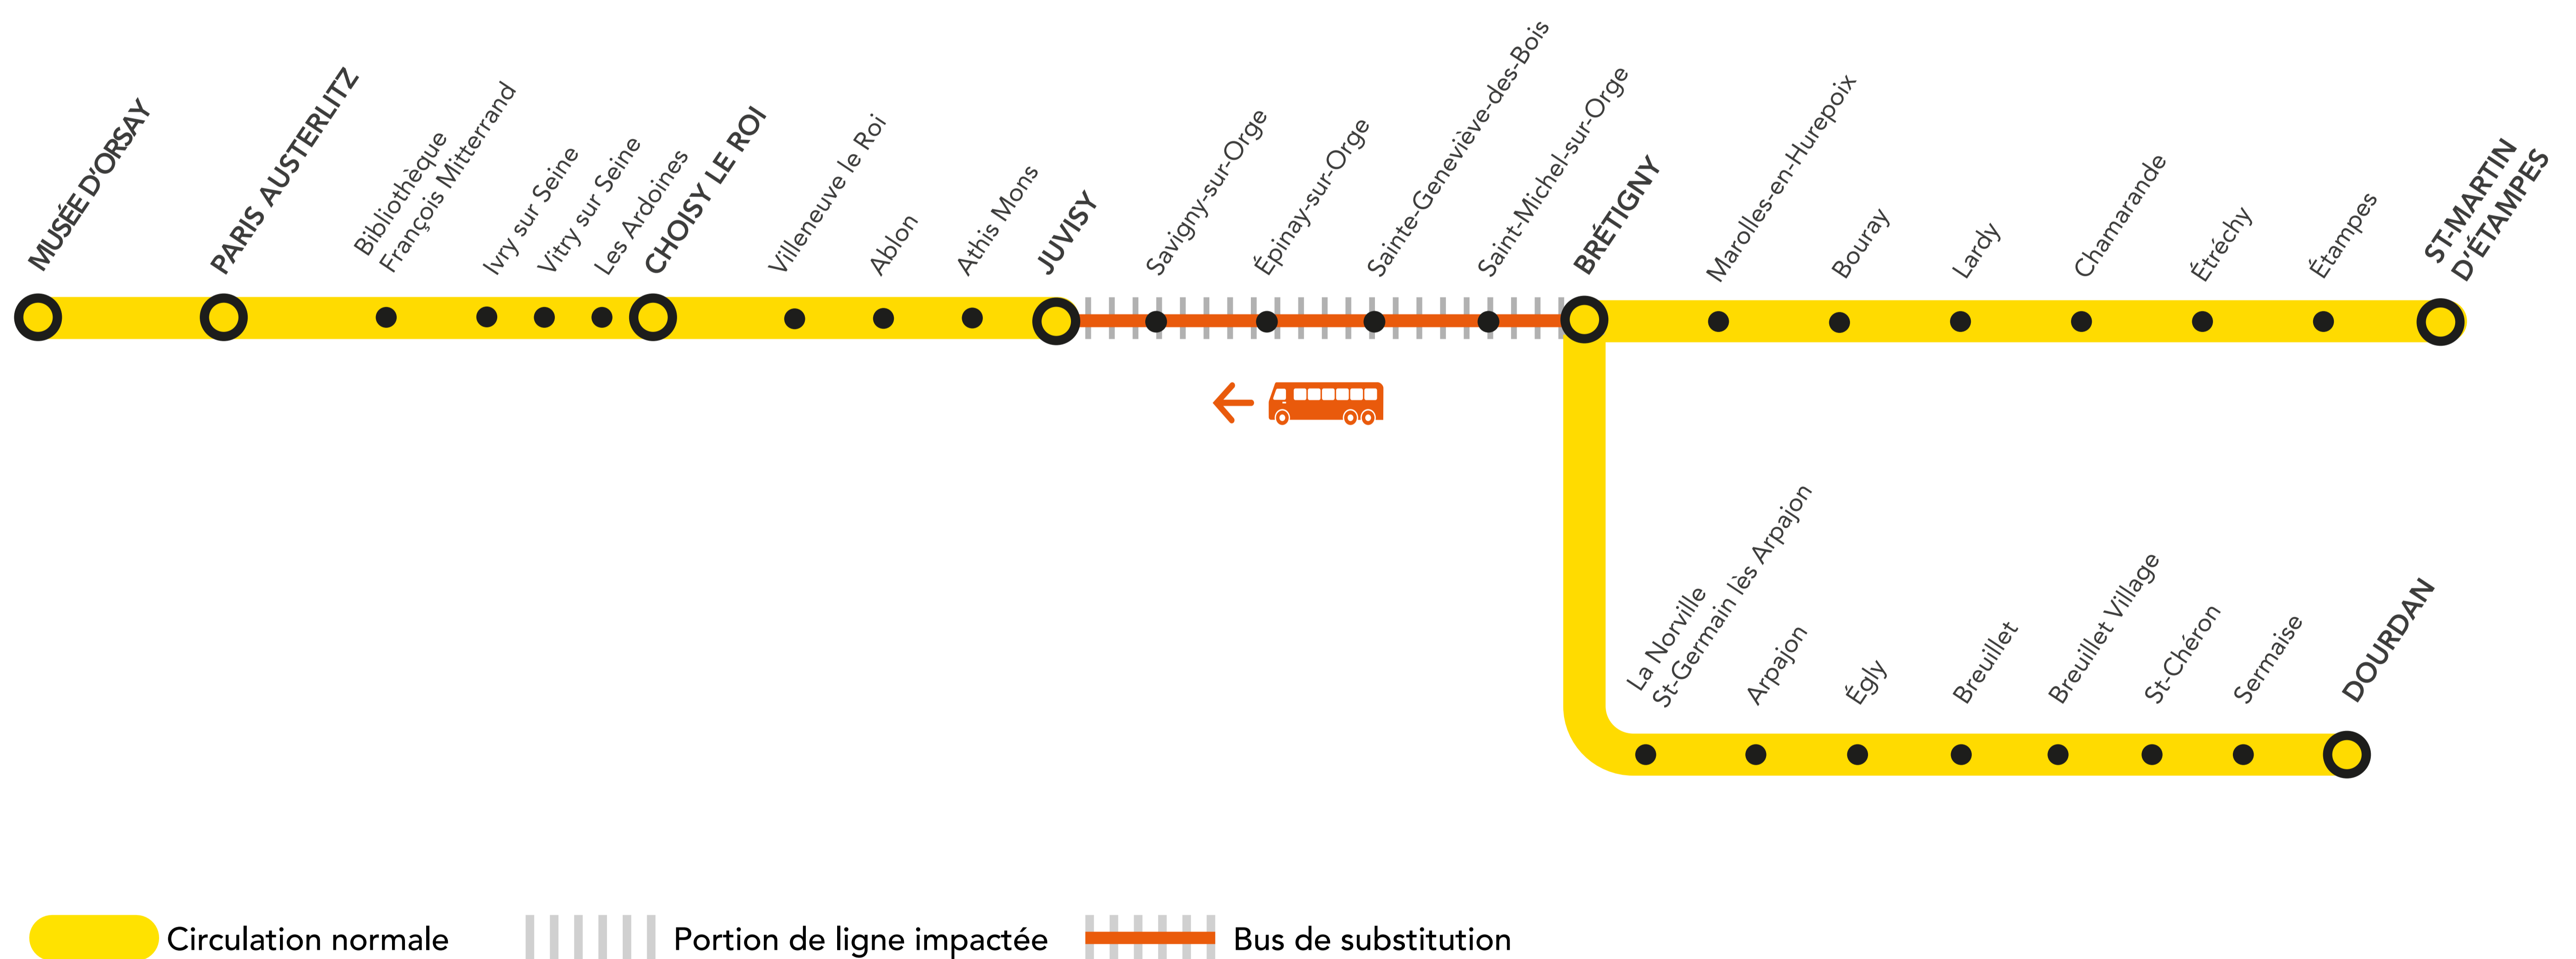 MUSÉE D'ORSAY
PARIS AUSTERLITZ
Bibliothèque
François Mitterrand
Ivry sur Seine
Vitry sur Seine
Les Ardoines
CHOISY LE ROI
Villeneuve le Roi
Ablon
Athis Mons
JUVISY
Savigny-sur-Orge
Épinay-sur-Orge
Sainte-Geneviève-des-Bois
Saint-Michel-sur-Orge
BRÉTIGNY
Marolles-en-Hurepoix
Bouray
Lardy
Chamarande
Étréchy
Étampes
ST-MARTIN
D'ÉTAMPES
La Norville
St-Germain lès Arpajon
Arpajon
Égly
Breuillet
Breuillet Village
St-Chéron
Sermaise
DOURDAN
Circulation normale
Portion de ligne impactée
Bus de substitution